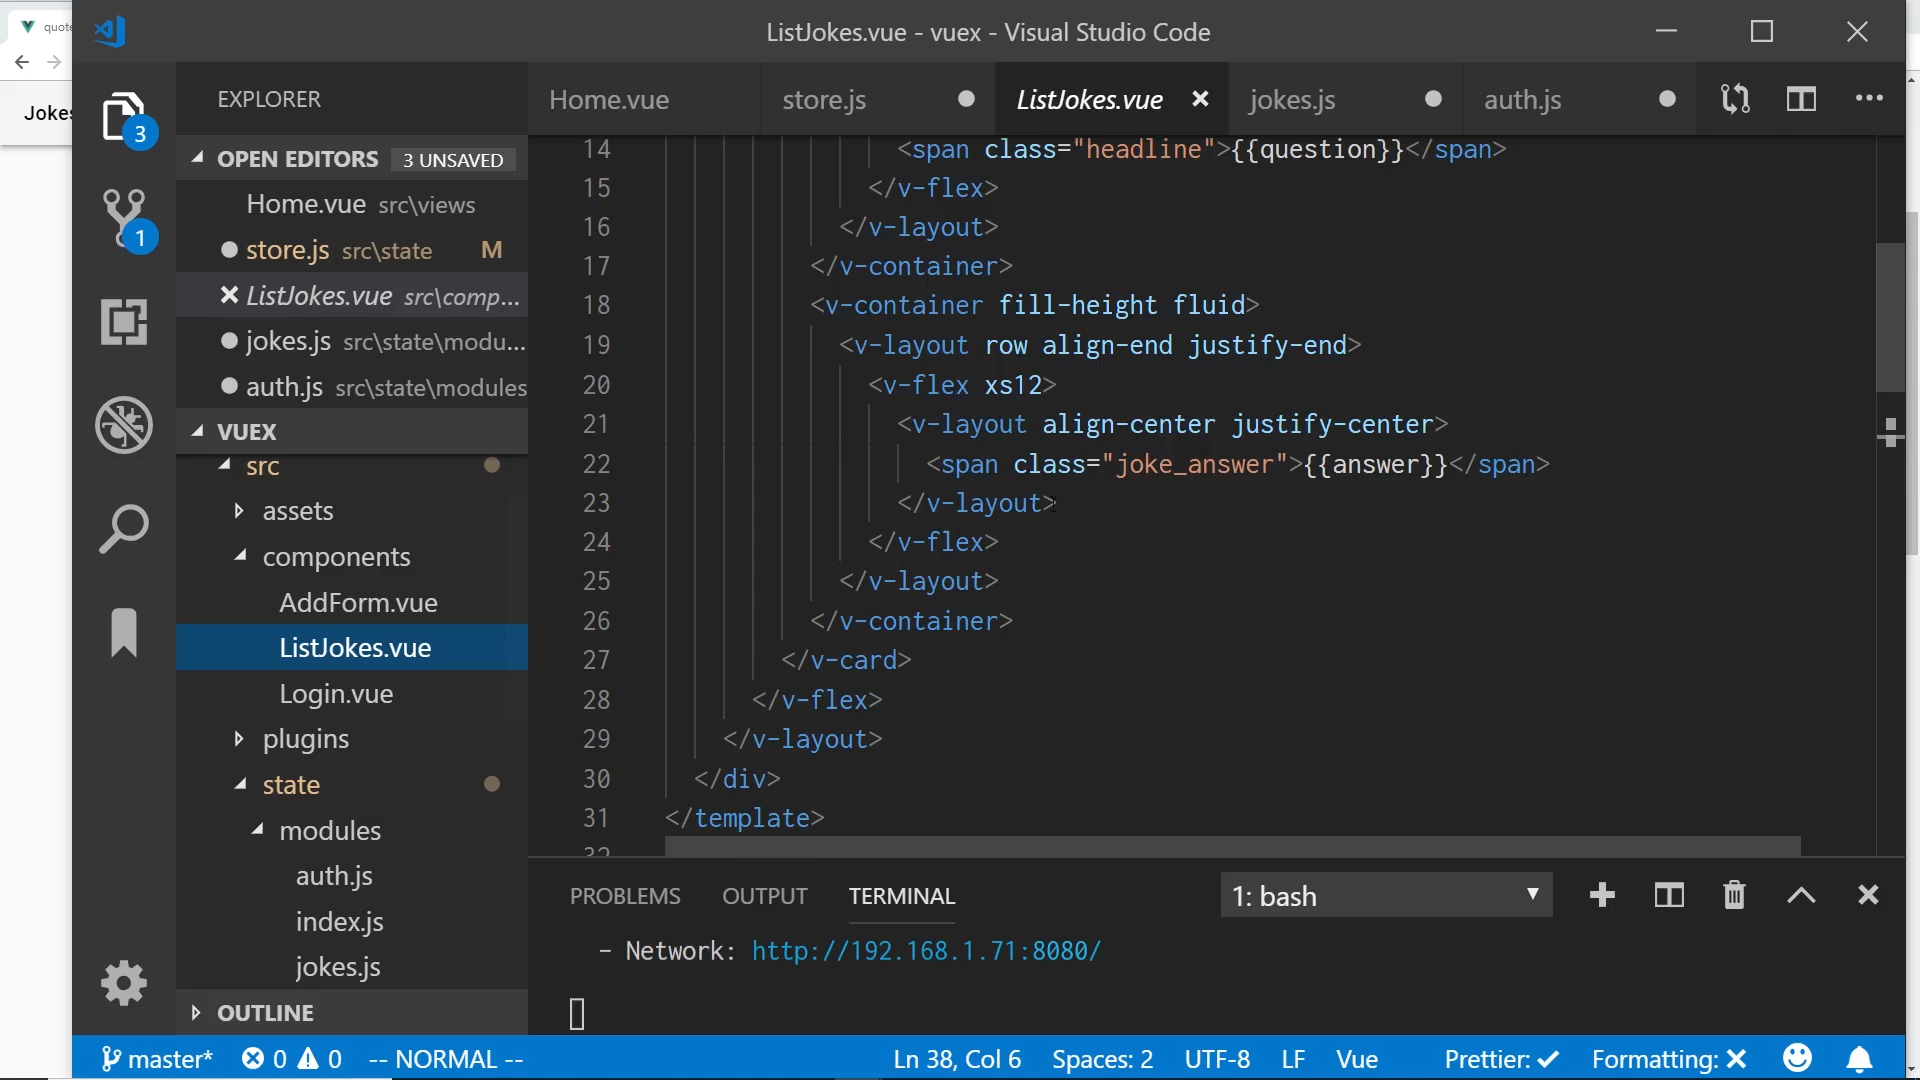 quote
Jokes
ListJokes.vue - vuex - Visual Studio Code
3
1
EXPLORER
OPEN EDITORS 3 UNSAVED
Home.vue src\views
store.js src\state M
ListJokes.vue src\comp...
jokes.js src\state\modu...
auth.js src\state\modules
VUEX
src
assets
components
AddForm.vue
ListJokes.vue
Login.vue
plugins
state
modules
auth.js
index.js
jokes.js
OUTLINE
Home.vue store.js ListJokes.vue jokes.js auth.js
14 <span class="headline">{{question}}</span>
15 </v-flex>
16 </v-layout>
17 </v-container>
18 <v-container fill-height fluid>
19 <v-layout row align-end justify-end>
20 <v-flex xs12>
21 <v-layout align-center justify-center>
22 <span class="joke_answer">{{answer}}</span>
23 </v-layout>
24 </v-flex>
25 </v-layout>
26 </v-container>
27 </v-card>
28 </v-flex>
29 </v-layout>
30 </div>
31 </template>
32
PROBLEMS OUTPUT TERMINAL 1: bash
- Network: http://192.168.1.71:8080/
master* 0 0 -- NORMAL -- Ln 38, Col 6 Spaces: 2 UTF-8 LF Vue Prettier: Formatting: